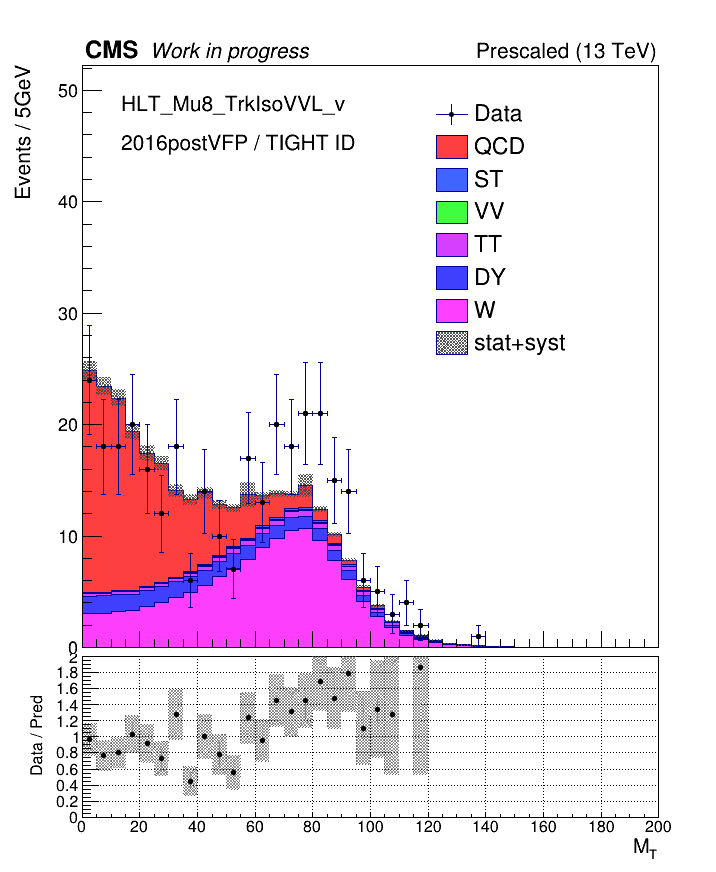 CMS Work in progress Prescaled (13 TeV)
Events / 5GeV
HLT_Mu8_TrkIsoVVL_v
2016postVFP / TIGHT ID
Data
QCD
ST
VV
TT
DY
W
stat+syst
50
40
30
20
10
0
Data / Pred
2
1.8
1.6
1.4
1.2
1
0.8
0.6
0.4
0.2
0
0 20 40 60 80 100 120 140 160 180 200
M_T